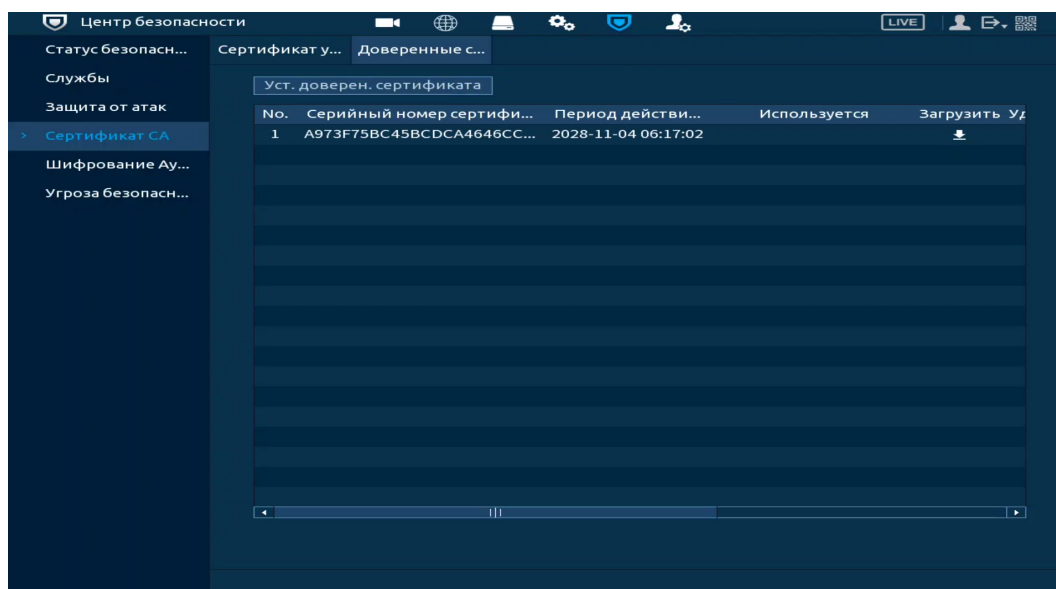 Центр безопасности LIVE
Статус безопасн... Сертификат у... Доверенные с...
Службы Уст. доверен. сертификата
Защита от атак No. Серийный номер сертифи... Период действи... Используется Загрузить Уд
> Сертификат CA 1 A973F75BC45BCDCA4646CC... 2028-11-04 06:17:02
Шифрование Ау...
Угроза безопасн...